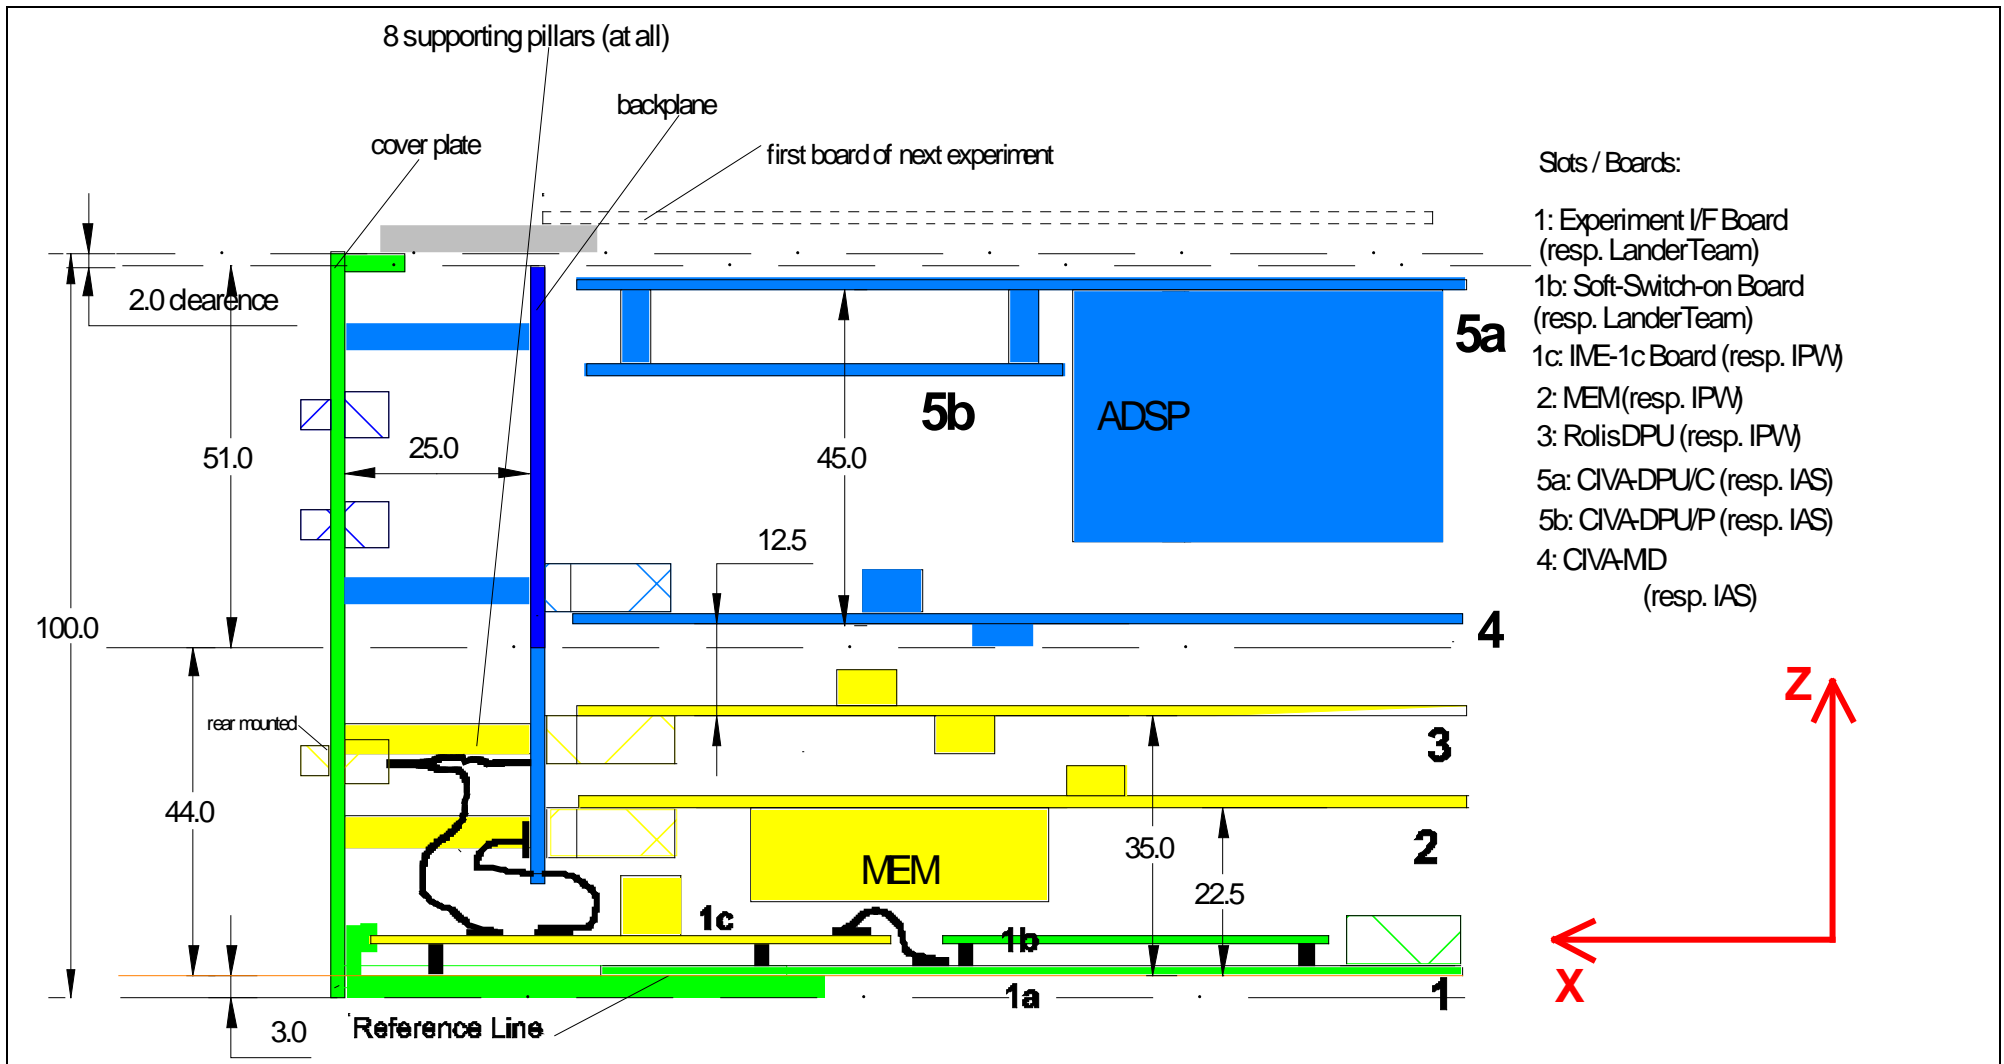 8 supporting pillars (at all)
backplane
cover plate
first board of next experiment
Slots / Boards:
1: Experiment I/F Board
(resp. LanderTeam)
1b: Soft-Switch-on Board
(resp. LanderTeam)
1c: IME-1c Board (resp. IPW)
2: MEM (resp. IPW)
3: RolisDPU (resp. IPW)
5a: CIVA-DPU/C (resp. IAS)
5b: CIVA-DPU/P (resp. IAS)
4: CIVA-MD
(resp. IAS)
2.0 clearence
5a
5b
ADSP
51.0
25.0
45.0
12.5
100.0
4
Z
rear mounted
3
44.0
35.0
2
MEM
22.5
1c
1b
X
1a
1
3.0
Reference Line